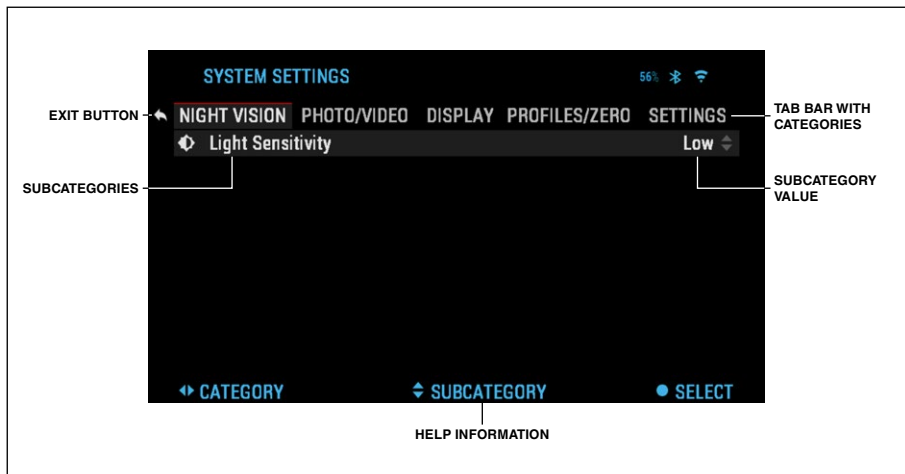 SYSTEM SETTINGS 56%
EXIT BUTTON NIGHT VISION PHOTO/VIDEO DISPLAY PROFILES/ZERO SETTINGS TAB BAR WITH
CATEGORIES
Light Sensitivity Low
SUBCATEGORIES
SUBCATEGORY
VALUE
CATEGORY SUBCATEGORY SELECT
HELP INFORMATION